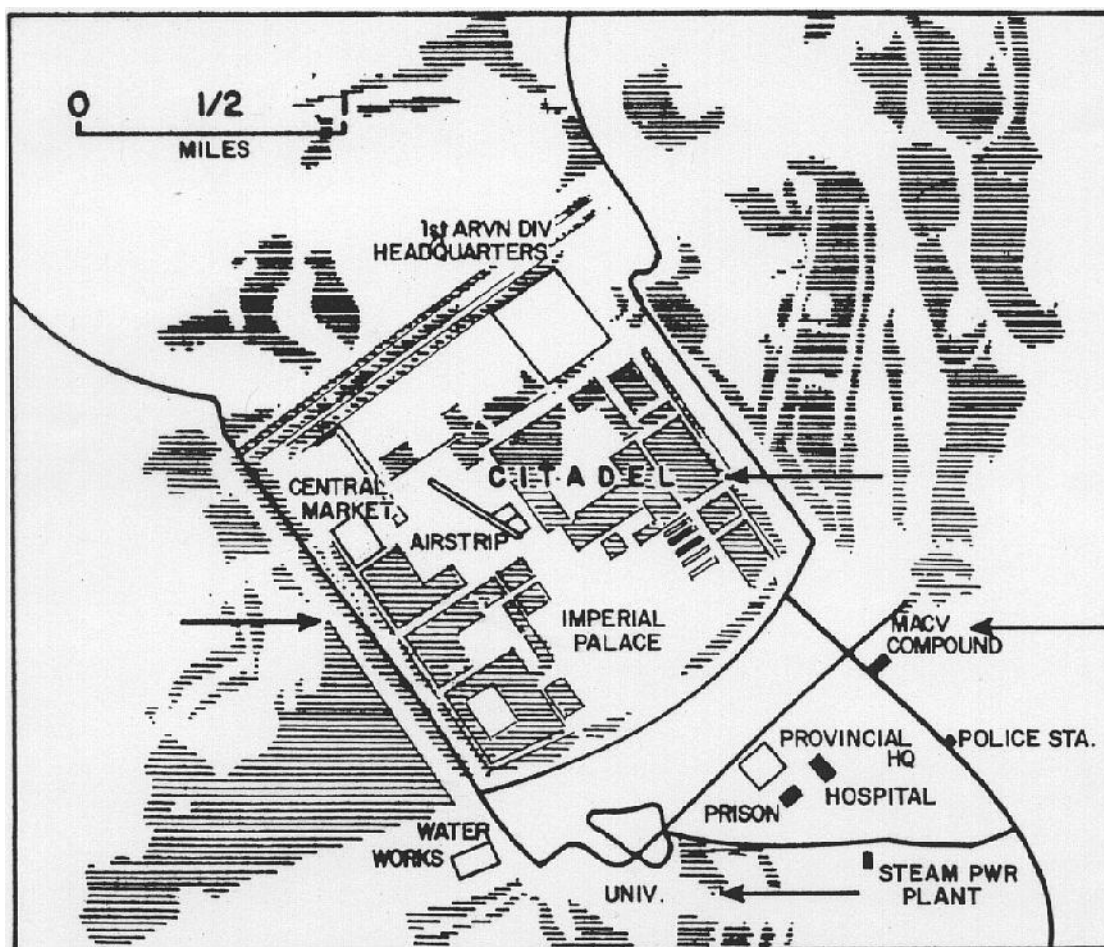 0 1/2
MILES
1st ARVN DIV
HEADQUARTERS
CITADEL
CENTRAL
MARKET
AIRSTRIP
IMPERIAL
PALACE
MACV
COMPOUND
POLICE STA.
PROVINCIAL
HQ
HOSPITAL
PRISON
WATER
WORKS
UNIV.
STEAM PWR
PLANT